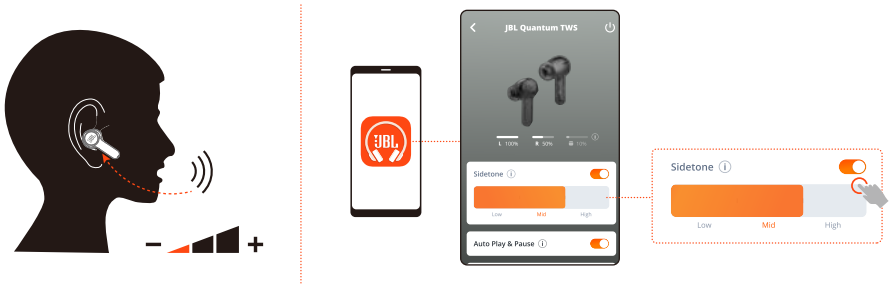 JBL
JBL Quantum TWS
L 100% R 50% 10%
Sidetone
Low Mid High
Auto Play & Pause
Sidetone
Low Mid High